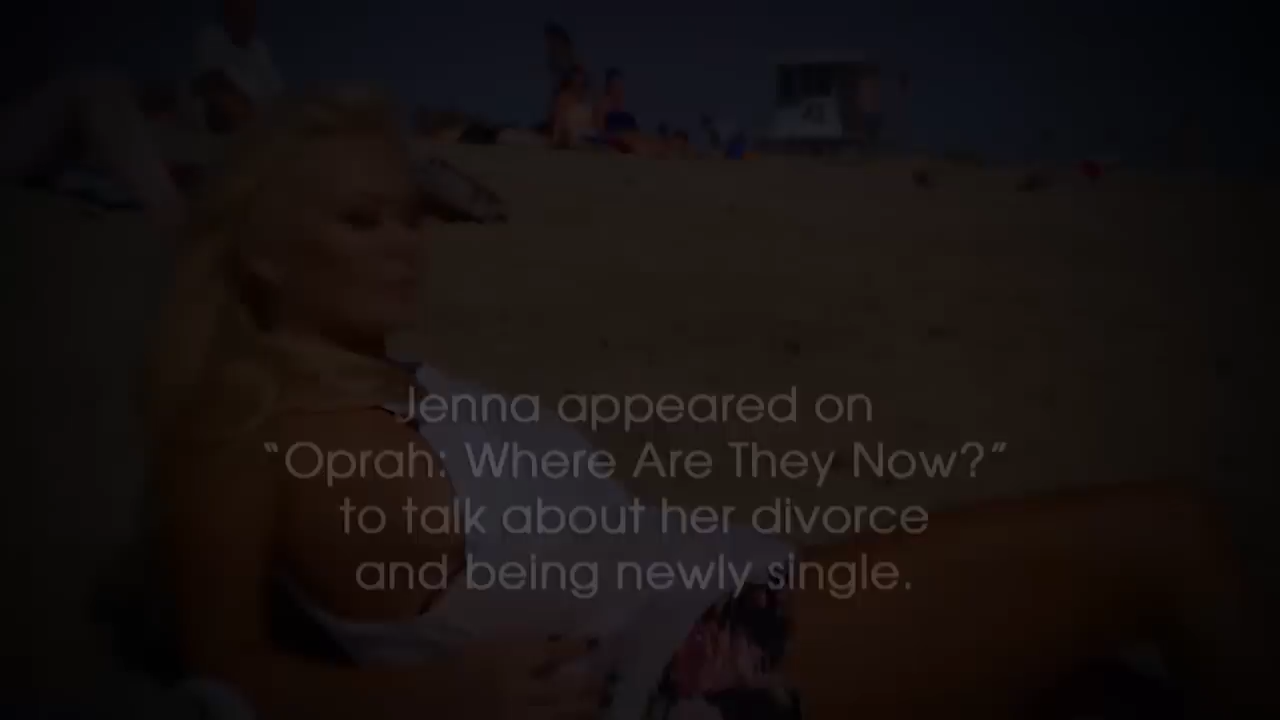 Jenna appeared on
“Oprah: Where Are They Now?”
to talk about her divorce
and being newly single.